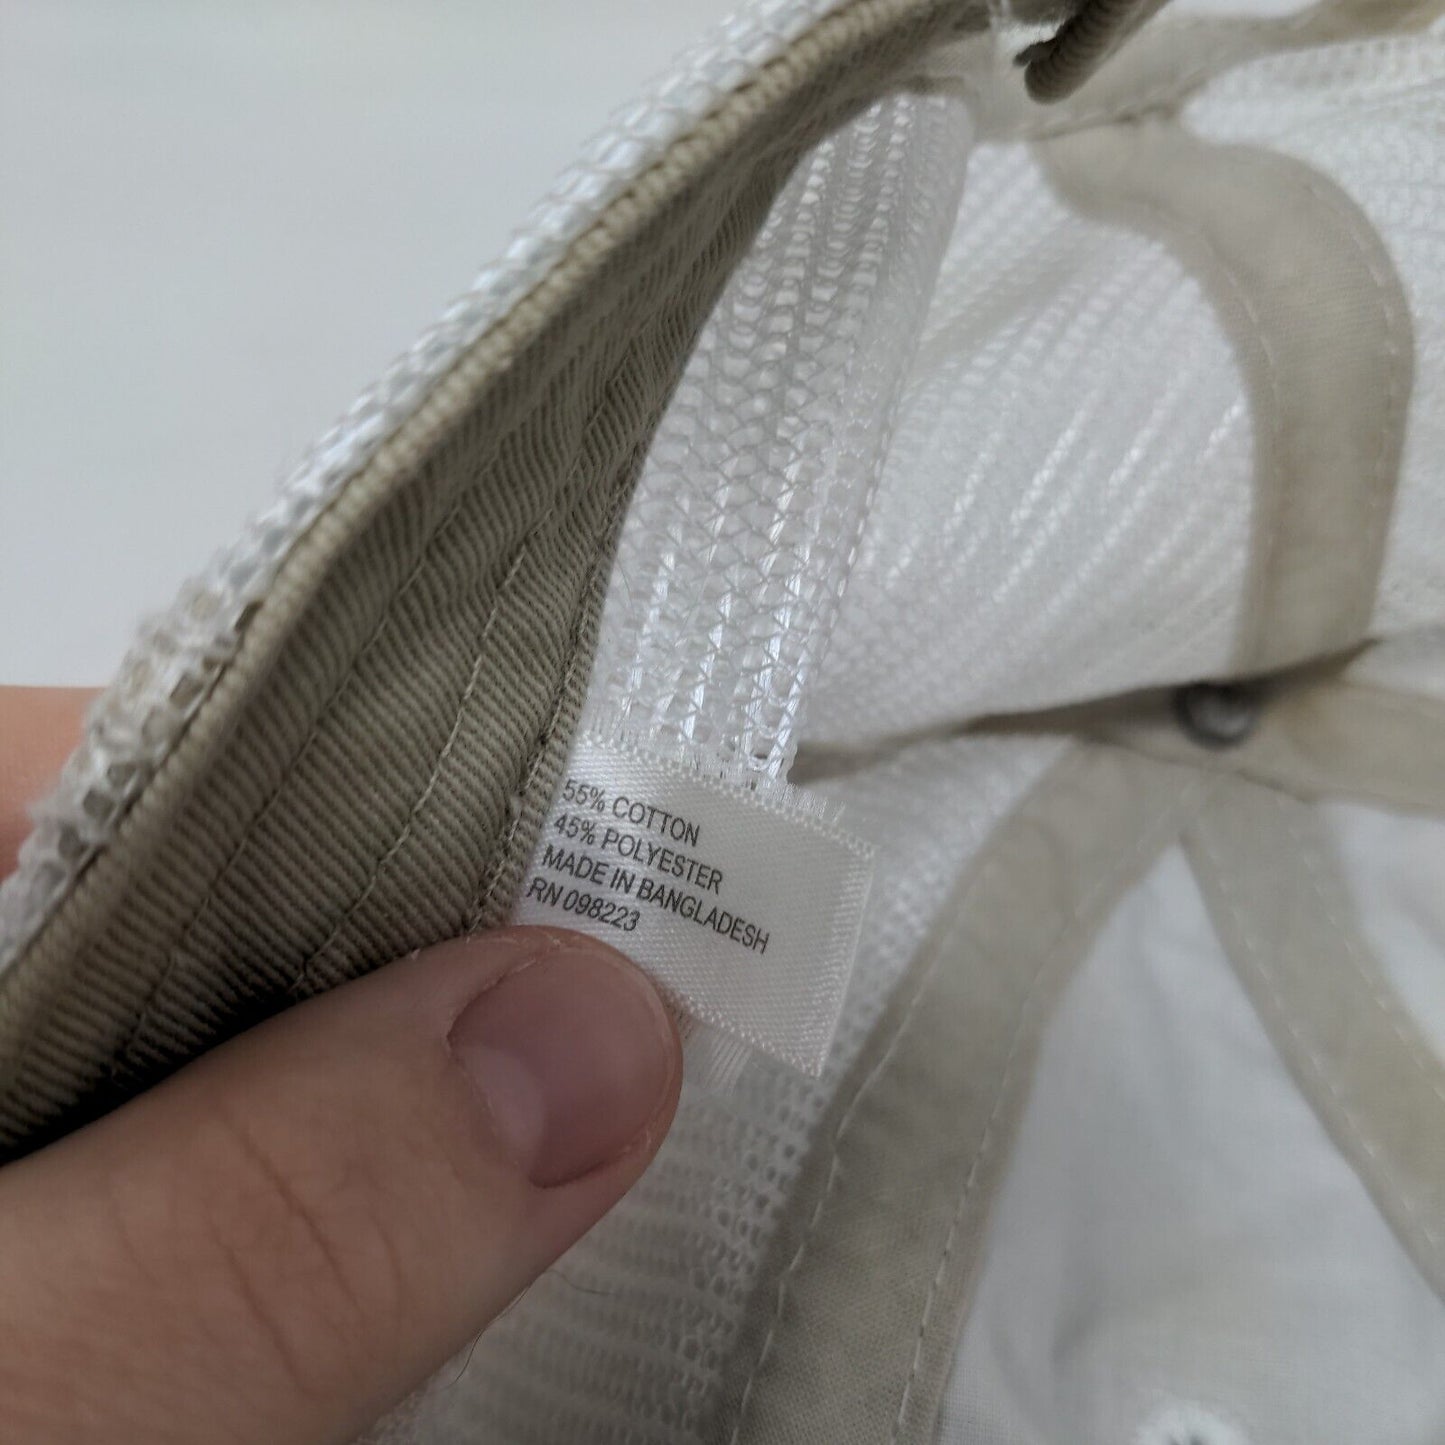 55% COTTON
45% POLYESTER
MADE IN BANGLADESH
RN 098223